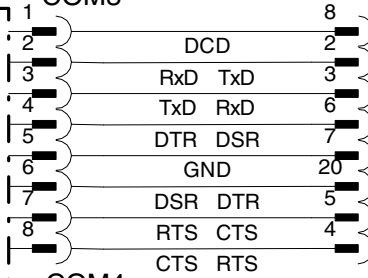 COM3
1 8
2 DCD 2
3 RxD TxD 3
4 TxD RxD 6
5 DTR DSR 7
6 GND 20
7 DSR DTR 5
8 RTS CTS 4
CTS RTS